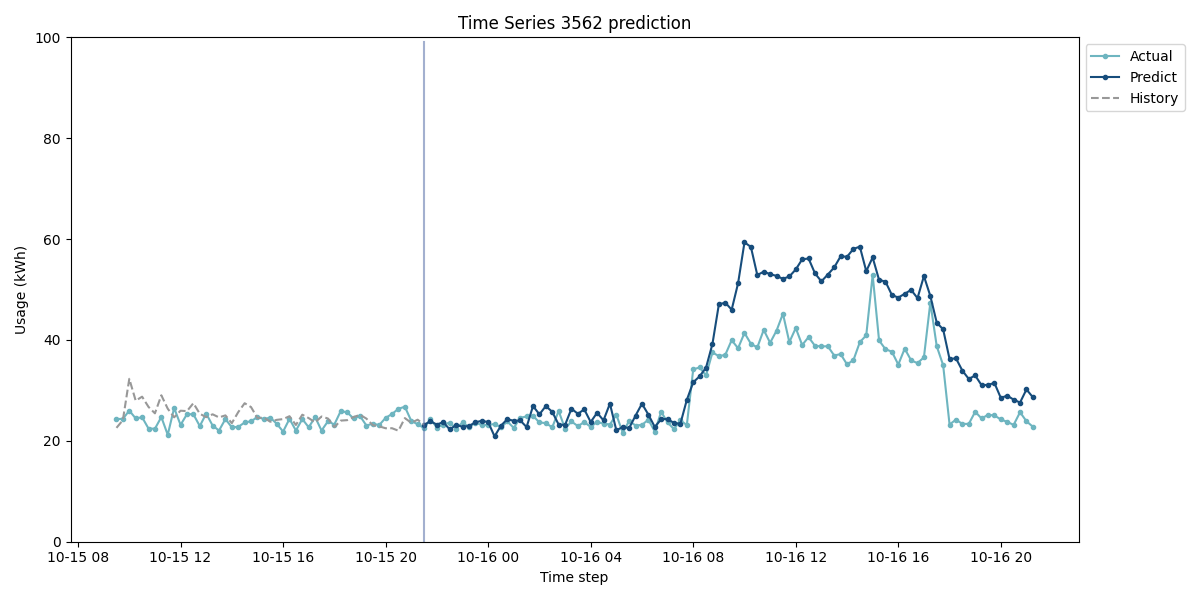 Time Series 3562 prediction
100
80
60
40
20
0
Usage (kWh)
10-15 08
10-15 12
10-15 16
10-15 20
10-16 00
10-16 04
10-16 08
10-16 12
10-16 16
10-16 20
Time step
Actual
Predict
History